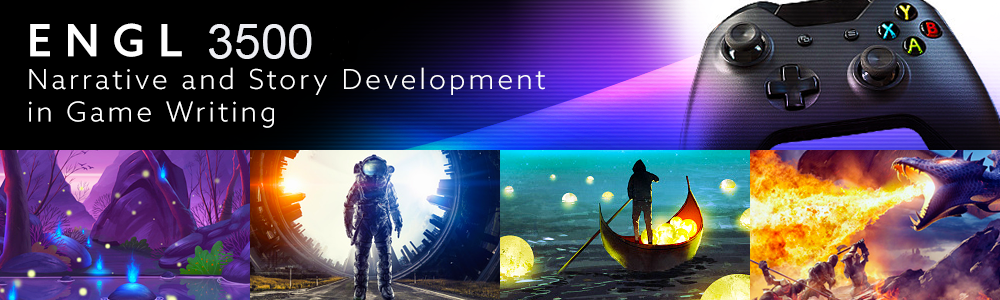 ENGL 3500
Narrative and Story Development
in Game Writing
Y
X
B
A